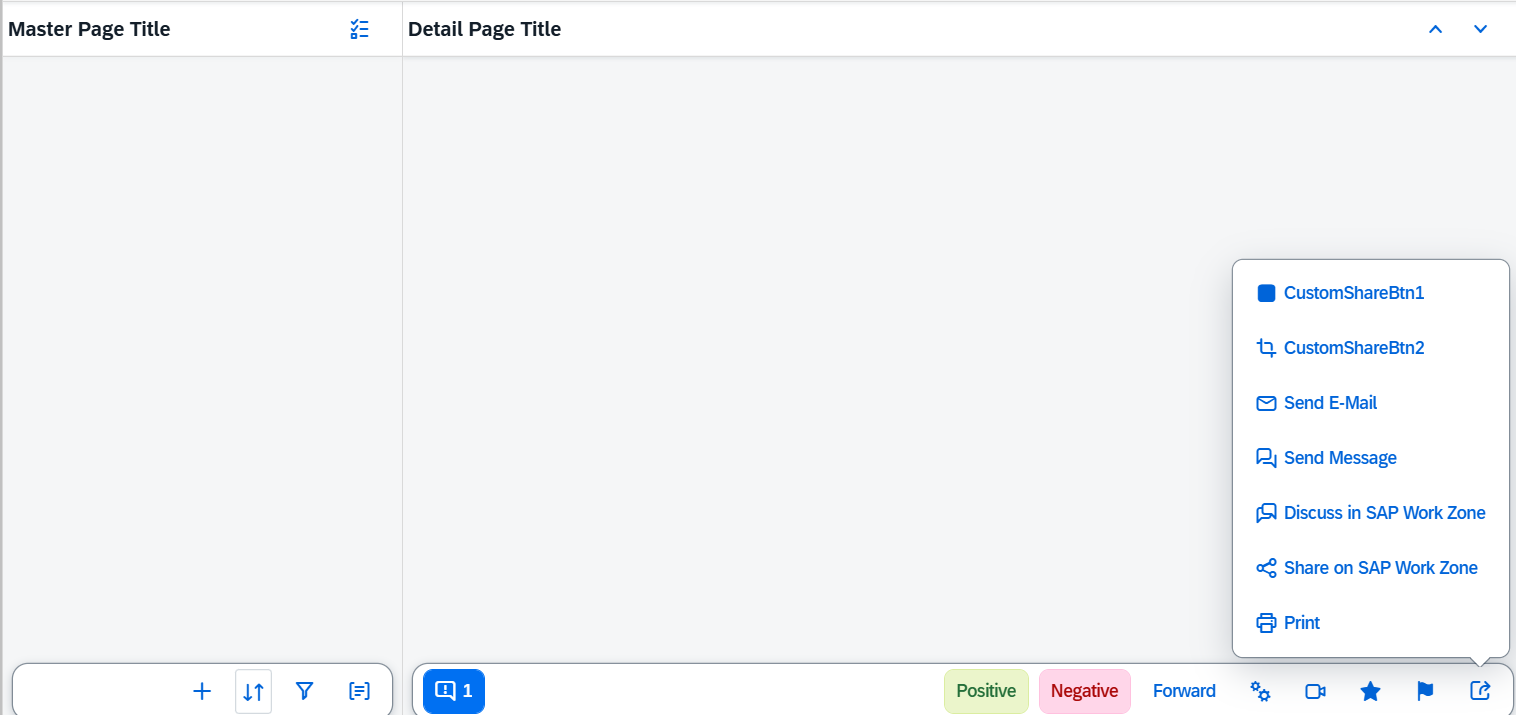 Master Page Title
Detail Page Title
CustomShareBtn1
CustomShareBtn2
Send E-Mail
Send Message
Discuss in SAP Work Zone
Share on SAP Work Zone
Print
1
Positive
Negative
Forward